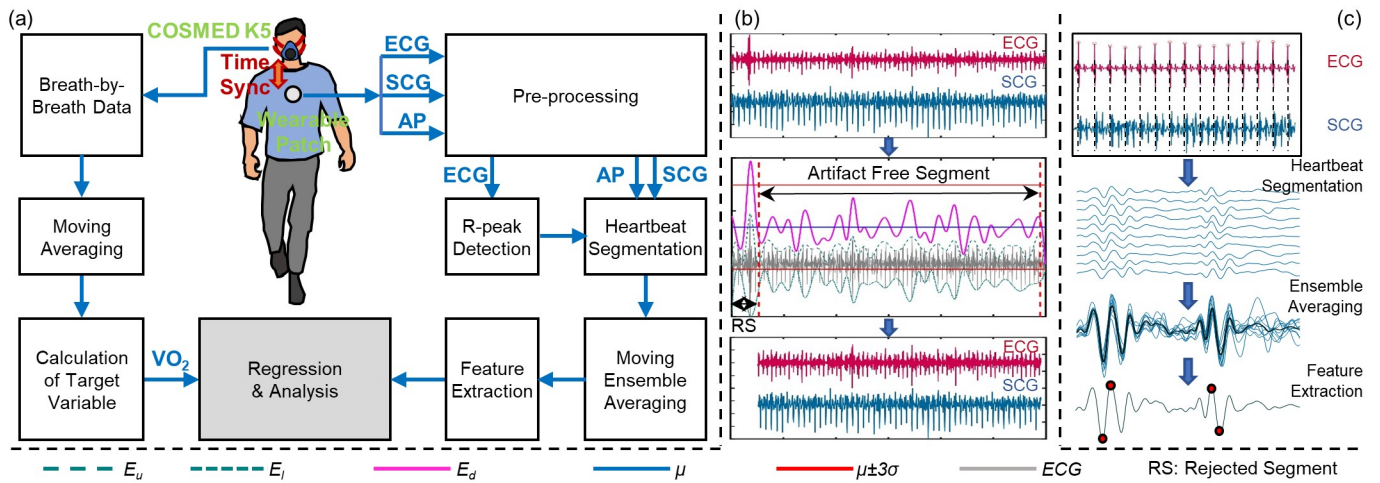 (a)
COSMED K5
Time
Sync
Wearable
Patch
Breath-by-
Breath Data
ECG
SCG
AP
Pre-processing
ECG
AP
SCG
Moving
Averaging
R-peak
Detection
Heartbeat
Segmentation
Calculation
of Target
Variable
VO₂
Regression
& Analysis
Feature
Extraction
Moving
Ensemble
Averaging
(b)
ECG
SCG
Artifact Free Segment
RS
ECG
SCG
(c)
ECG
SCG
Heartbeat
Segmentation
Ensemble
Averaging
Feature
Extraction
E_u
E_l
E_d
μ
μ±3σ
ECG
RS: Rejected Segment